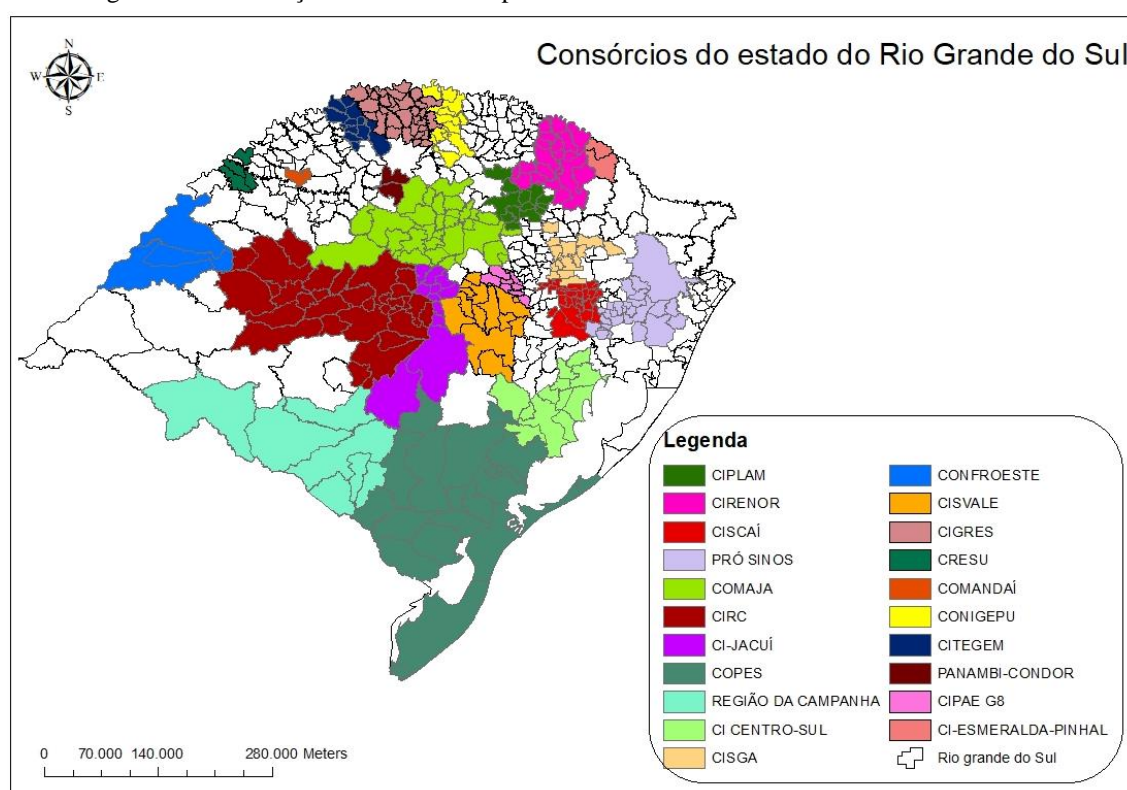 Consórcios do estado do Rio Grande do Sul
N
W E
S
Legenda
CIPLAM
CIRENOR
CISCAÍ
PRÓ SINOS
COMAJA
CIRC
CI-JACUÍ
COPES
REGIÃO DA CAMPANHA
CI CENTRO-SUL
CISGA
CONFROESTE
CISVALE
CIGRES
CRESU
COMANDAÍ
CONIGEPU
CITEGEM
PANAMBI-CONDOR
CIPAE G8
CI-ESMERALDA-PINHAL
Rio grande do Sul
0 70.000 140.000 280.000 Meters